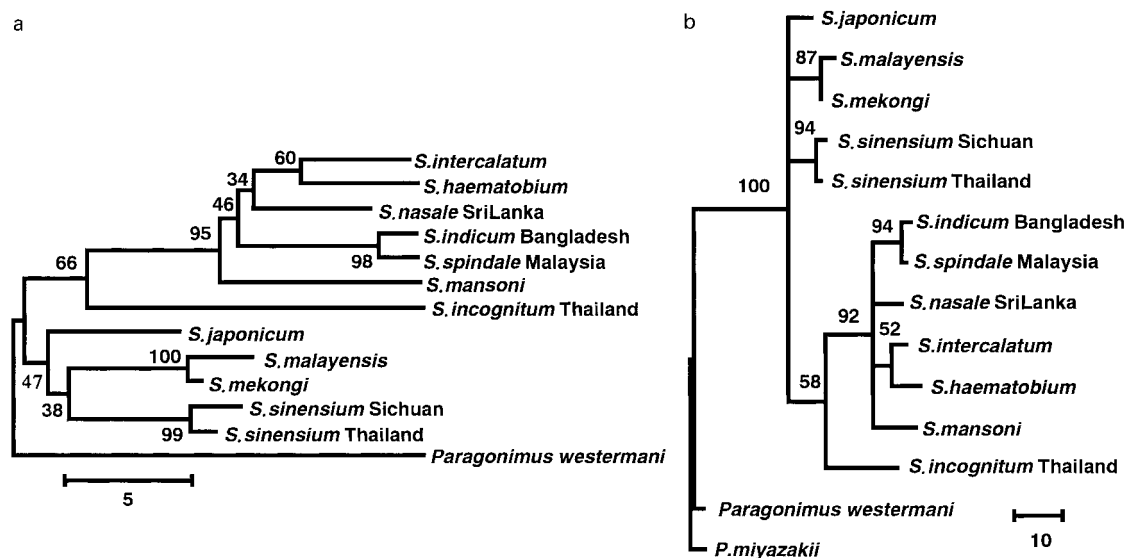 a
60
S.intercalatum
34
S.haematobium
46
S.nasale SriLanka
95
S.indicum Bangladesh
98
S.spindale Malaysia
66
S.mansoni
S.incognitum Thailand
S.japonicum
100
S.malayensis
47
S.mekongi
38
S.sinensium Sichuan
99
S.sinensium Thailand
Paragonimus westermani
5
b
S.japonicum
87
S.malayensis
S.mekongi
94
S.sinensium Sichuan
100
S.sinensium Thailand
94
S.indicum Bangladesh
S.spindale Malaysia
92
S.nasale SriLanka
52
S.intercalatum
58
S.haematobium
S.mansoni
S.incognitum Thailand
Paragonimus westermani
10
P.miyazakii